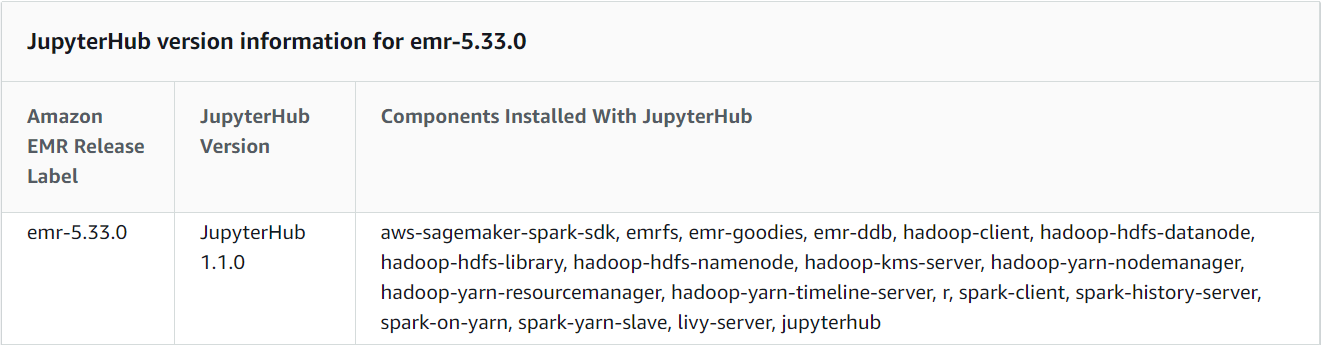 JupyterHub version information for emr-5.33.0
Amazon
EMR Release
Label
JupyterHub
Version
Components Installed With JupyterHub
emr-5.33.0
JupyterHub
1.1.0
aws-sagemaker-spark-sdk, emrfs, emr-goodies, emr-ddb, hadoop-client, hadoop-hdfs-datanode,
hadoop-hdfs-library, hadoop-hdfs-namenode, hadoop-kms-server, hadoop-yarn-nodemanager,
hadoop-yarn-resourcemanager, hadoop-yarn-timeline-server, r, spark-client, spark-history-server,
spark-on-yarn, spark-yarn-slave, livy-server, jupyterhub